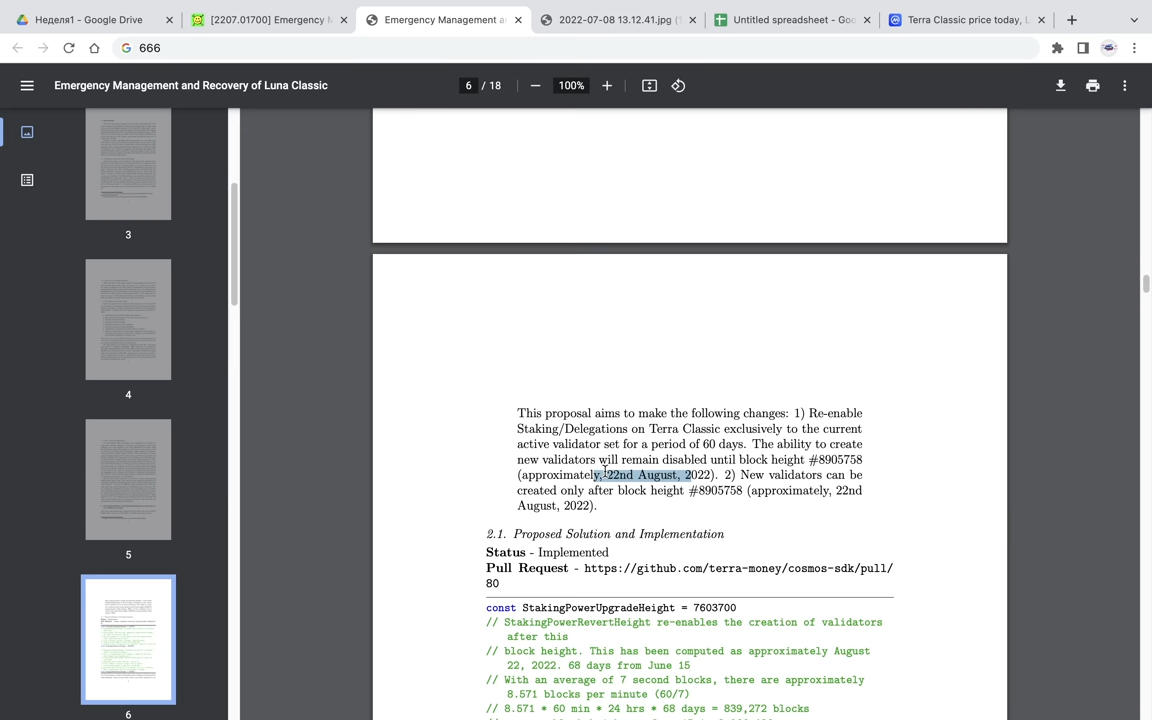 Неделя1 - Google Drive
[2207.01700] Emergency M
Emergency Management a
2022-07-08 13.12.41.jpg (1
Untitled spreadsheet - Goo
Terra Classic price today, L
666
Emergency Management and Recovery of Luna Classic
6 / 18
100%
3
4
5
6
This proposal aims to make the following changes: 1) Re-enable
Staking/Delegations on Terra Classic exclusively to the current
active validator set for a period of 60 days. The ability to create
new validators will remain disabled until block height #8905758
(approximately, 22nd August, 2022). 2) New validators can be
created only after block height #8905758 (approximately, 22nd
August, 2022).
2.1. Proposed Solution and Implementation
Status - Implemented
Pull Request - https://github.com/terra-money/cosmos-sdk/pull/
80
const StakingPowerUpgradeHeight = 7603700
// StakingPowerRevertHeight re-enables the creation of validators
after this
// block height. This has been computed as approximately August
22, 2022. 68 days from June 15
// With an average of 7 second blocks, there are approximately
8.571 blocks per minute (60/7)
// 8.571 * 60 min * 24 hrs * 68 days = 839,272 blocks